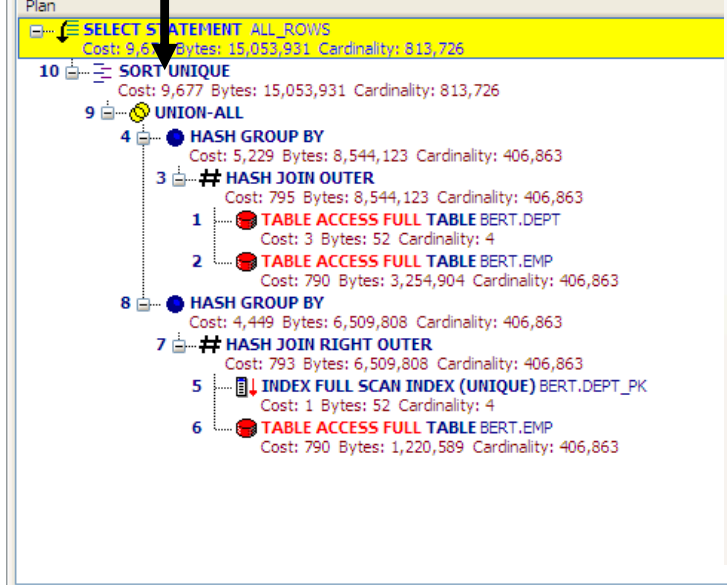 Plan
SELECT STATEMENT ALL_ROWS
Cost: 9,67 Bytes: 15,053,931 Cardinality: 813,726
10 SORT UNIQUE
Cost: 9,677 Bytes: 15,053,931 Cardinality: 813,726
9 UNION-ALL
4 HASH GROUP BY
Cost: 5,229 Bytes: 8,544,123 Cardinality: 406,863
3 HASH JOIN OUTER
Cost: 795 Bytes: 8,544,123 Cardinality: 406,863
1 TABLE ACCESS FULL TABLE BERT.DEPT
Cost: 3 Bytes: 52 Cardinality: 4
2 TABLE ACCESS FULL TABLE BERT.EMP
Cost: 790 Bytes: 3,254,904 Cardinality: 406,863
8 HASH GROUP BY
Cost: 4,449 Bytes: 6,509,808 Cardinality: 406,863
7 HASH JOIN RIGHT OUTER
Cost: 793 Bytes: 6,509,808 Cardinality: 406,863
5 INDEX FULL SCAN INDEX (UNIQUE) BERT.DEPT_PK
Cost: 1 Bytes: 52 Cardinality: 4
6 TABLE ACCESS FULL TABLE BERT.EMP
Cost: 790 Bytes: 1,220,589 Cardinality: 406,863